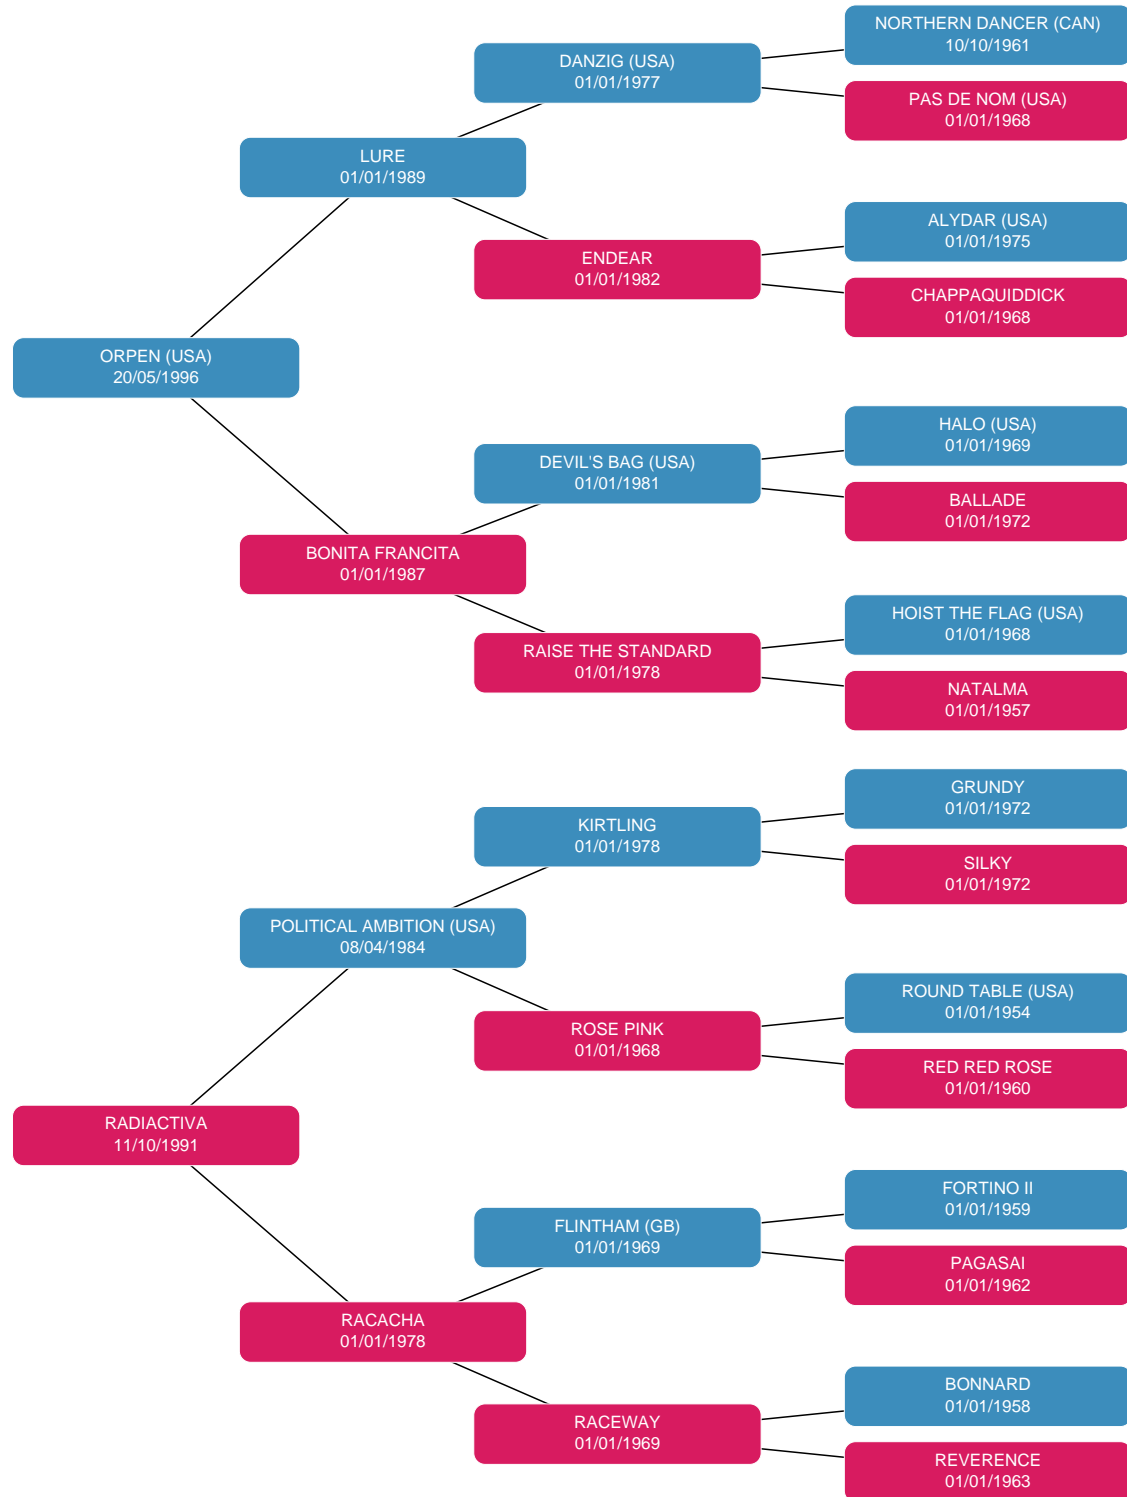 NORTHERN DANCER (CAN)
10/10/1961
DANZIG (USA)
01/01/1977
PAS DE NOM (USA)
01/01/1968
LURE
01/01/1989
ALYDAR (USA)
01/01/1975
ENDEAR
01/01/1982
CHAPPAQUIDDICK
01/01/1968
ORPEN (USA)
20/05/1996
HALO (USA)
01/01/1969
DEVIL'S BAG (USA)
01/01/1981
BALLADE
01/01/1972
BONITA FRANCITA
01/01/1987
HOIST THE FLAG (USA)
01/01/1968
RAISE THE STANDARD
01/01/1978
NATALMA
01/01/1957
GRUNDY
01/01/1972
KIRTLING
01/01/1978
SILKY
01/01/1972
POLITICAL AMBITION (USA)
08/04/1984
ROUND TABLE (USA)
01/01/1954
ROSE PINK
01/01/1968
RED RED ROSE
01/01/1960
RADIACTIVA
11/10/1991
FORTINO II
01/01/1959
FLINTHAM (GB)
01/01/1969
PAGASAI
01/01/1962
RACACHA
01/01/1978
BONNARD
01/01/1958
RACEWAY
01/01/1969
REVERENCE
01/01/1963